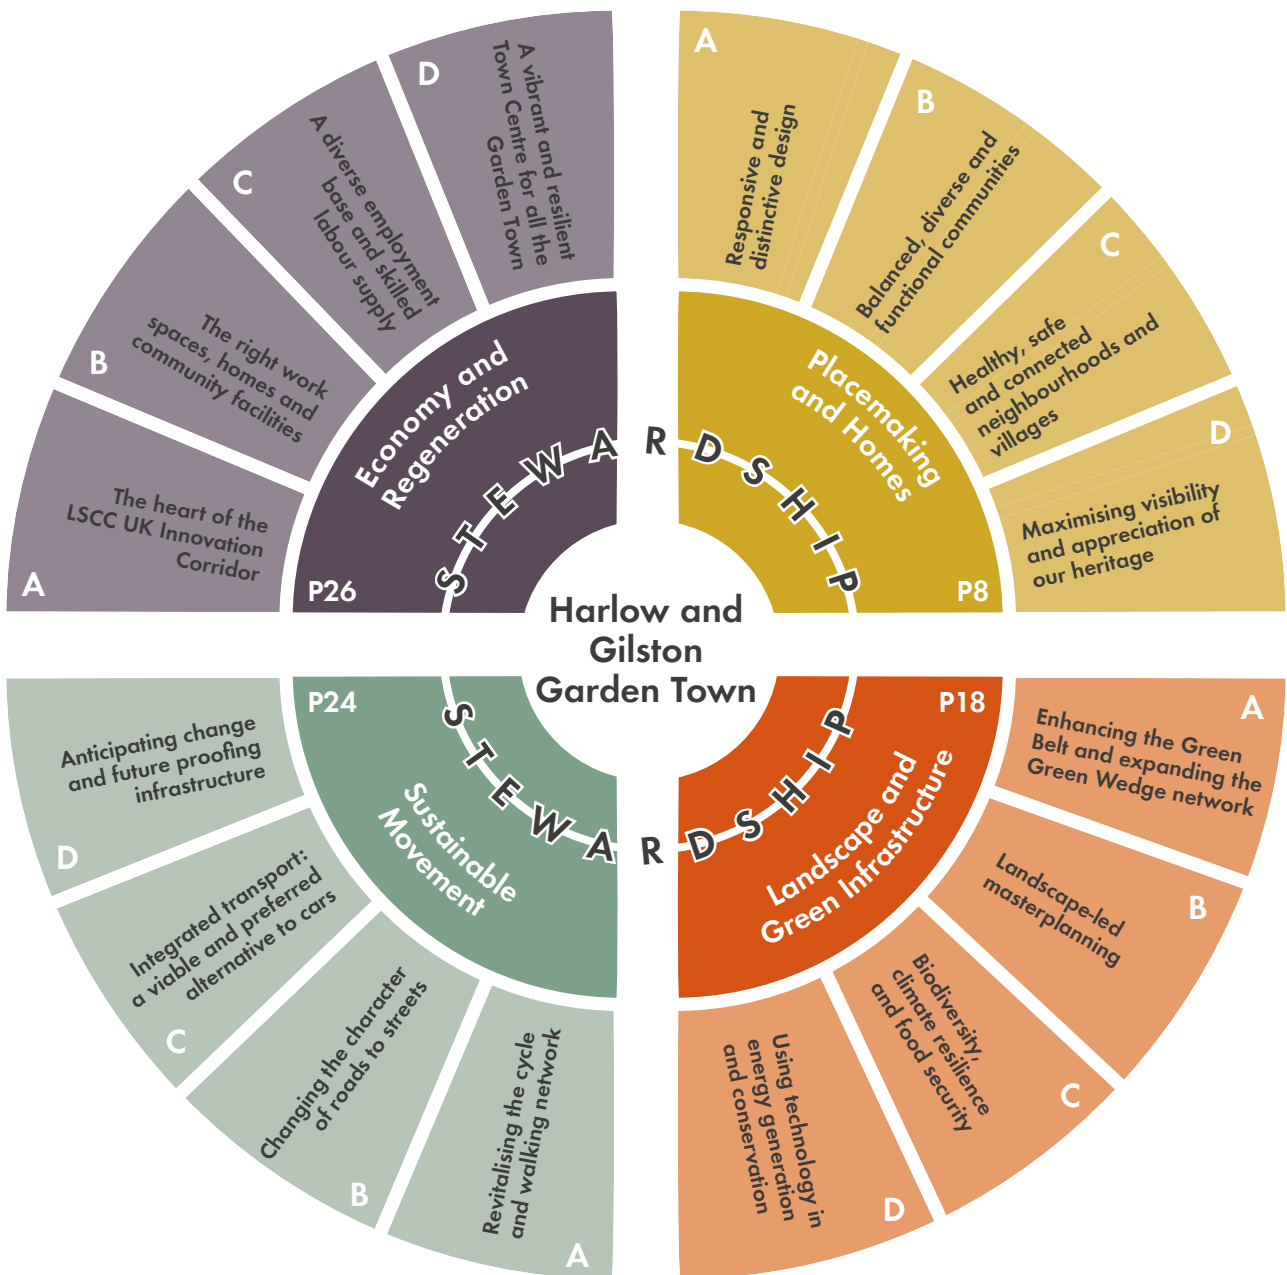 Harlow and
Gilston
Garden Town
STEWARDSHIP
STEWARDSHIP
Placemaking
and Homes
P8
A
Responsive and
distinctive design
B
Balanced, diverse and
functional communities
C
Healthy, safe
and connected
neighbourhoods and
villages
D
Maximising visibility
and appreciation of
our heritage
Landscape and
Green Infrastructure
P18
A
Enhancing the Green
Belt and expanding the
Green Wedge network
B
Landscape-led
masterplanning
C
Biodiversity,
climate resilience
and food security
D
Using technology in
energy generation
and conservation
Sustainable
Movement
P24
A
Revitalising the cycle
and walking network
B
Changing the character
of roads to streets
C
Integrated transport:
a viable and preferred
alternative to cars
D
Anticipating change
and future proofing
infrastructure
Economy and
Regeneration
P26
A
The heart of the
LSCC UK Innovation
Corridor
B
The right work
spaces, homes and
community facilities
C
A diverse employment
base and skilled
labour supply
D
A vibrant and resilient
Town Centre for all the
Garden Town